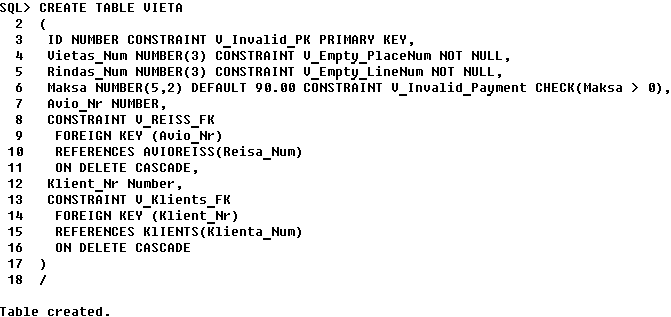 SQL> CREATE TABLE VIETA
2 (
3 ID NUMBER CONSTRAINT V_Invalid_PK PRIMARY KEY,
4 Vietas_Num NUMBER(3) CONSTRAINT V_Empty_PlaceNum NOT NULL,
5 Rindas_Num NUMBER(3) CONSTRAINT V_Empty_LineNum NOT NULL,
6 Maksa NUMBER(5,2) DEFAULT 90.00 CONSTRAINT V_Invalid_Payment CHECK(Maksa > 0),
7 Avio_Nr NUMBER,
8 CONSTRAINT V_REISS_FK
9 FOREIGN KEY (Avio_Nr)
10 REFERENCES AVIOREISS(Reisa_Num)
11 ON DELETE CASCADE,
12 Klient_Nr Number,
13 CONSTRAINT V_Klients_FK
14 FOREIGN KEY (Klient_Nr)
15 REFERENCES KlIENTS(Klienta_Num)
16 ON DELETE CASCADE
17 )
18 /
Table created.